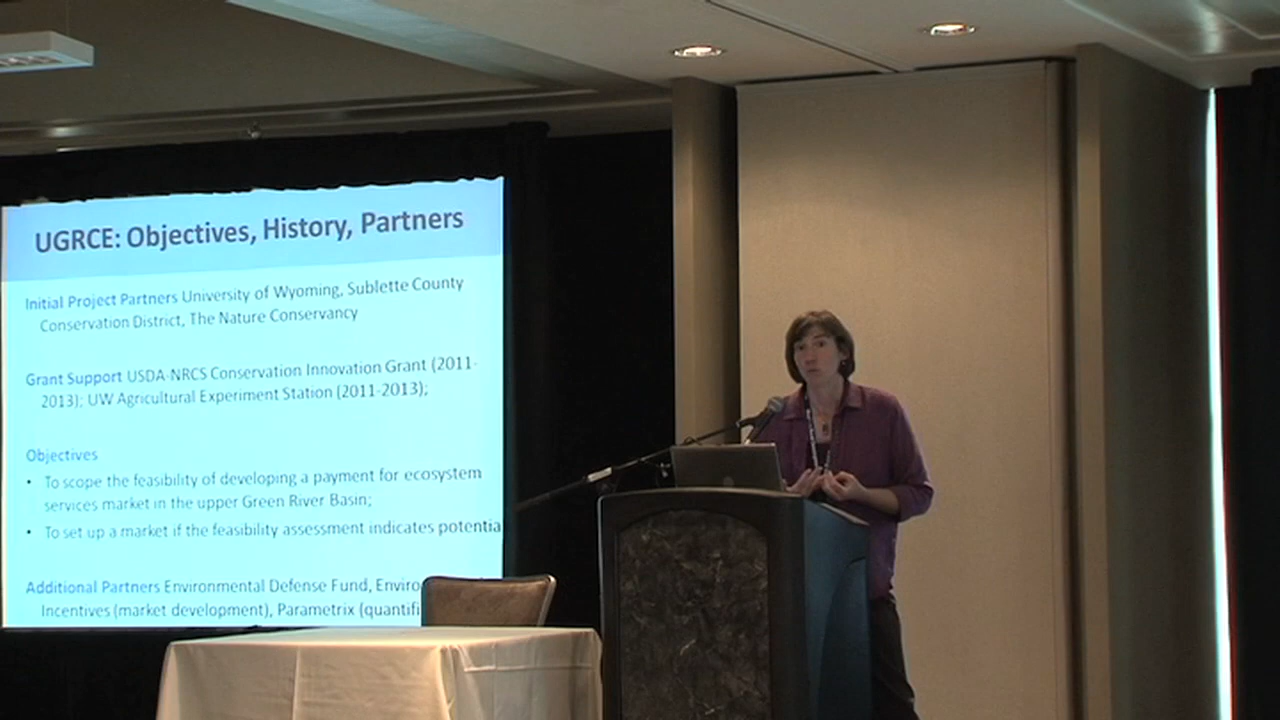 UGRCE: Objectives, History, Partners
Initial Project Partners University of Wyoming, Sublette County
Conservation District, The Nature Conservancy
Grant Support USDA-NRCS Conservation Innovation Grant (2011-
2013); UW Agricultural Experiment Station (2011-2013);
Objectives
• To scope the feasibility of developing a payment for ecosystem
services market in the upper Green River Basin;
• To set up a market if the feasibility assessment indicates potentia
Additional Partners Environmental Defense Fund, Enviro
Incentives (market development), Parametrix (quantifi